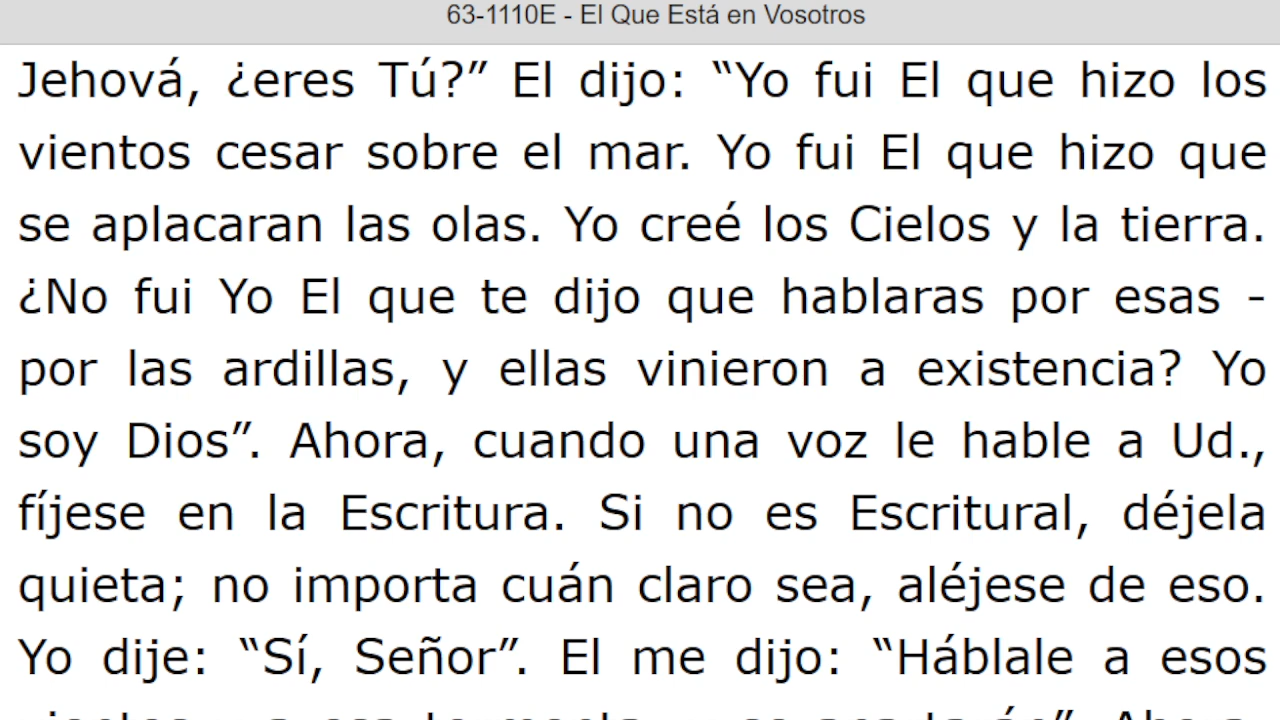 63-1110E - El Que Está en Vosotros
Jehová, ¿eres Tú?” El dijo: “Yo fui El que hizo los
vientos cesar sobre el mar. Yo fui El que hizo que
se aplacaran las olas. Yo creé los Cielos y la tierra.
¿No fui Yo El que te dijo que hablaras por esas -
por las ardillas, y ellas vinieron a existencia? Yo
soy Dios”. Ahora, cuando una voz le hable a Ud.,
fíjese en la Escritura. Si no es Escritural, déjela
quieta; no importa cuán claro sea, aléjese de eso.
Yo dije: “Sí, Señor”. El me dijo: “Háblale a esos